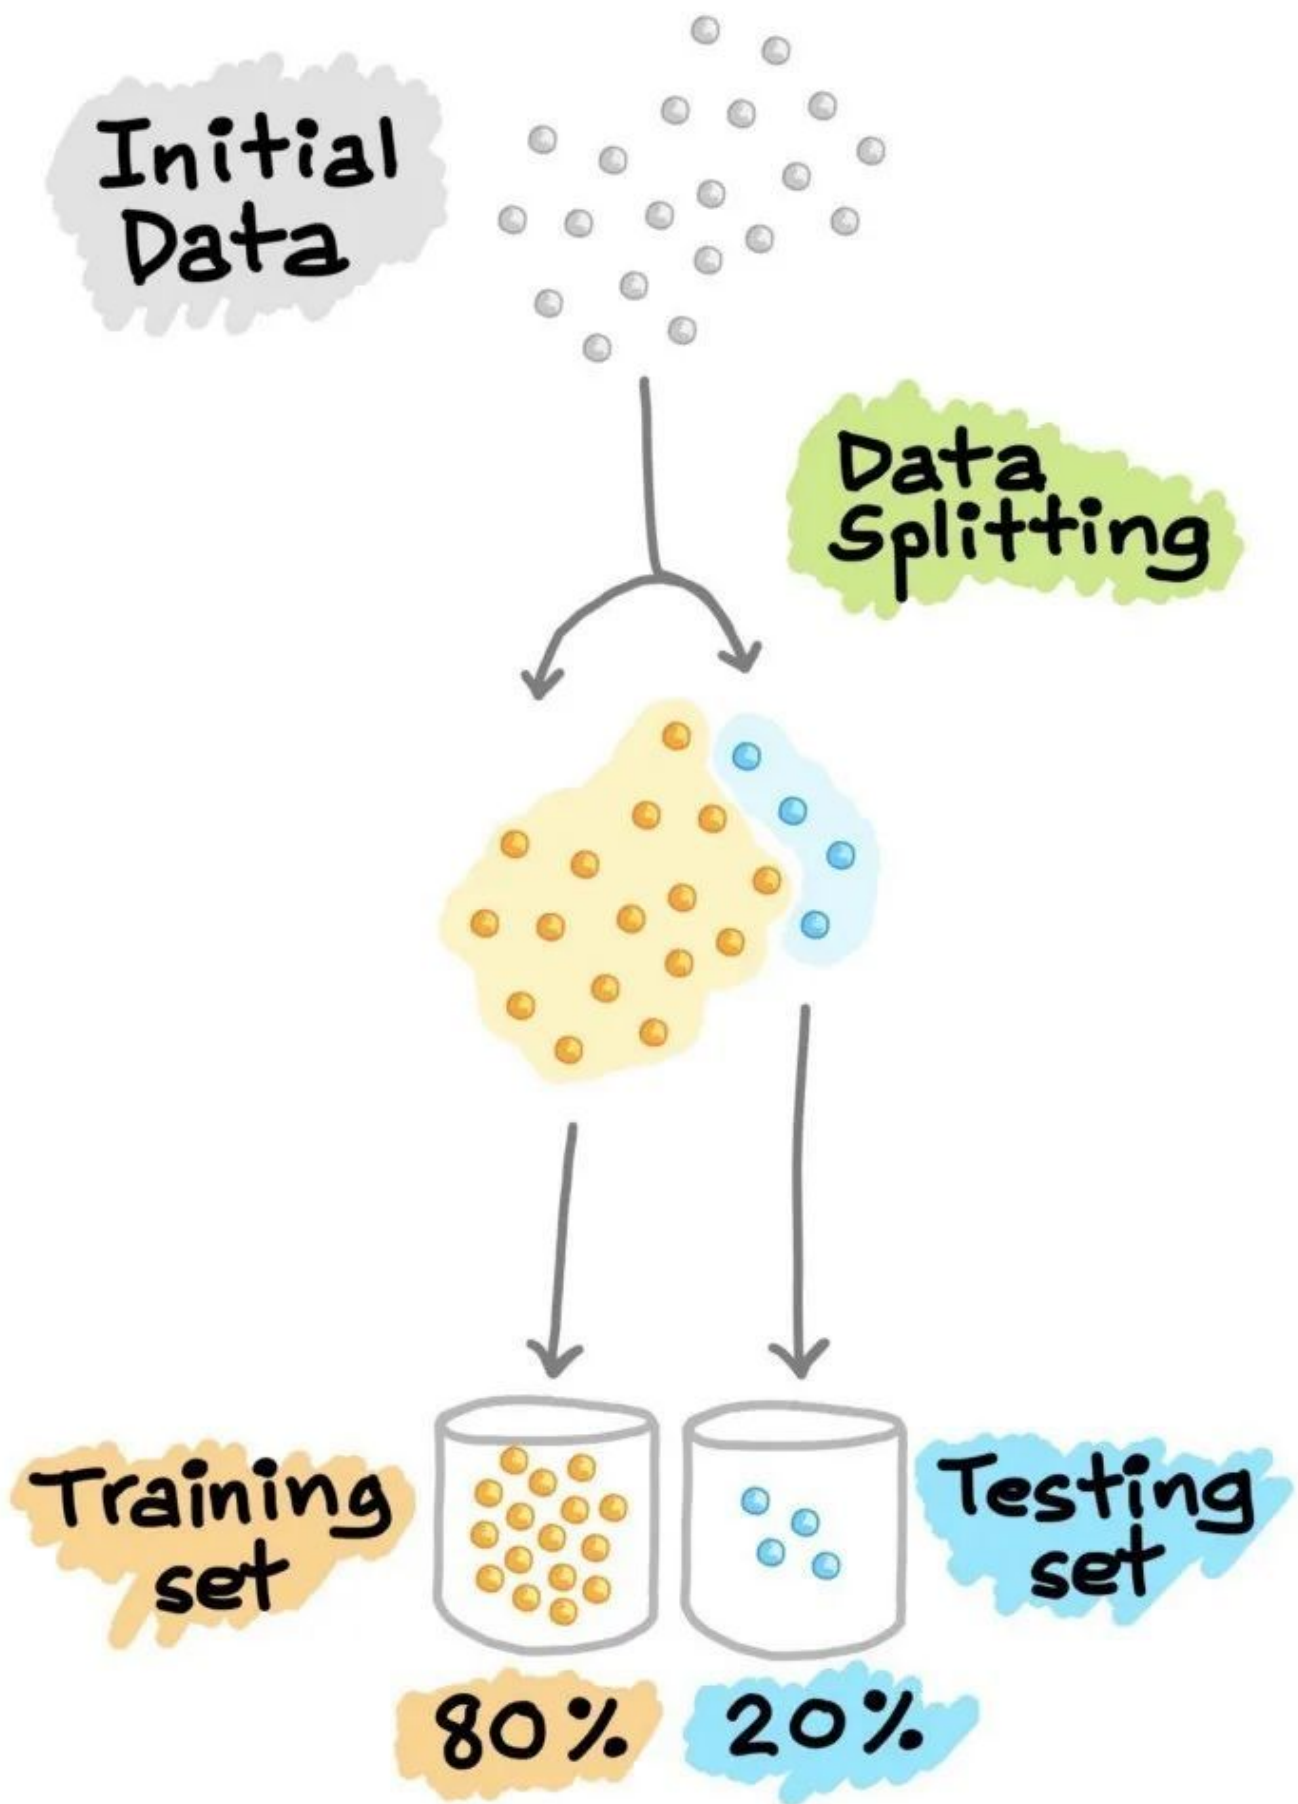 Initial
Data
Data
Splitting
Training
set
Testing
set
80%
20%